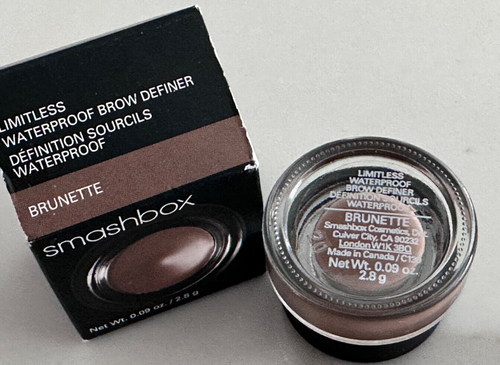 LIMITLESS
WATERPROOF BROW DEFINER
DÉFINITION SOURCILS
WATERPROOF
BRUNETTE
smashbox
Net Wt. 0.09 oz. / 2.8 g
LIMITLESS
WATERPROOF
BROW DEFINER
DÉFINITION SOURCILS
WATERPROOF
BRUNETTE
Smashbox Cosmetics,
Culver City, CA 90232
London W1K 3BQ
Made in Canada /
Net Wt. 0.09 oz.
2.8 g